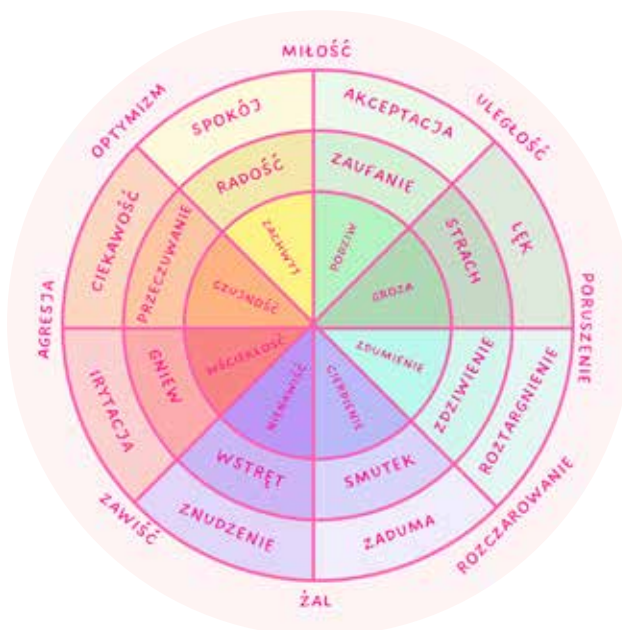 MIŁOŚĆ
OPTYMIZM
ULEGŁOŚĆ
SPOKÓJ
AKCEPTACJA
RADOŚĆ
ZAUFANIE
CIEKAWOŚĆ
PRZECZUWANIE
ZACHWYT
PODZIW
STRACH
LĘK
CZUJNOŚĆ
GROZA
AGRESJA
PORUSZENIE
WŚCIEKŁOŚĆ
ZDUMIENIE
IRYTACJA
GNIEW
NIENAWIŚĆ
CIERPIENIE
ZDZIWIENIE
ROZTARGNIENIE
WSTRĘT
SMUTEK
ZAWIŚĆ
ZNUDZENIE
ZADUMA
ROZCZAROWANIE
ŻAL